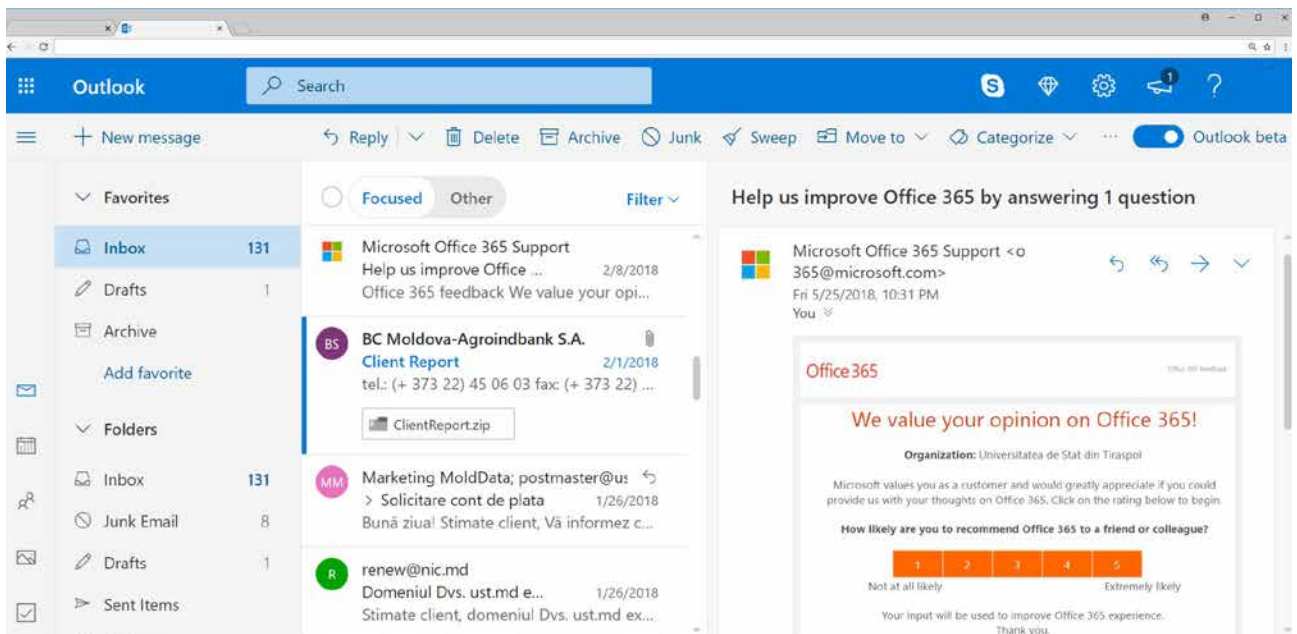 Outlook
Search
1
New message
Reply
Delete
Archive
Junk
Sweep
Move to
Categorize
...
Outlook beta
Favorites
Inbox 131
Drafts 1
Archive
Add favorite
Folders
Inbox 131
Junk Email 8
Drafts 1
Sent Items
Focused Other Filter
Microsoft Office 365 Support
Help us improve Office ... 2/8/2018
Office 365 feedback We value your opi...
BS
BC Moldova-Agroindbank S.A.
Client Report 2/1/2018
tel.: (+ 373 22) 45 06 03 fax: (+ 373 22) ...
ClientReport.zip
MM
Marketing MoldData; postmaster@us
> Solicitare cont de plata 1/26/2018
Bună ziua! Stimate client, Vă informez c...
R
renew@nic.md
Domeniul Dvs. ust.md e... 1/26/2018
Stimate client, domeniul Dvs. ust.md ex...
Help us improve Office 365 by answering 1 question
Microsoft Office 365 Support <o
365@microsoft.com>
Fri 5/25/2018, 10:31 PM
You
Office 365
Office 365 feedback
We value your opinion on Office 365!
Organization: Universitatea de Stat din Tiraspol
Microsoft values you as a customer and would greatly appreciate if you could
provide us with your thoughts on Office 365. Click on the rating below to begin.
How likely are you to recommend Office 365 to a friend or colleague?
1 2 3 4 5
Not at all likely Extremely likely
Your input will be used to improve Office 365 experience.
Thank you.